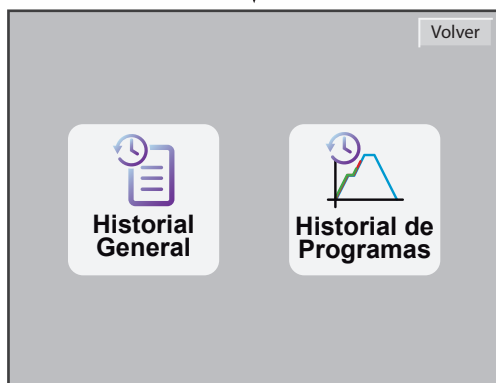 Volver
Historial
General
Historial de
Programas